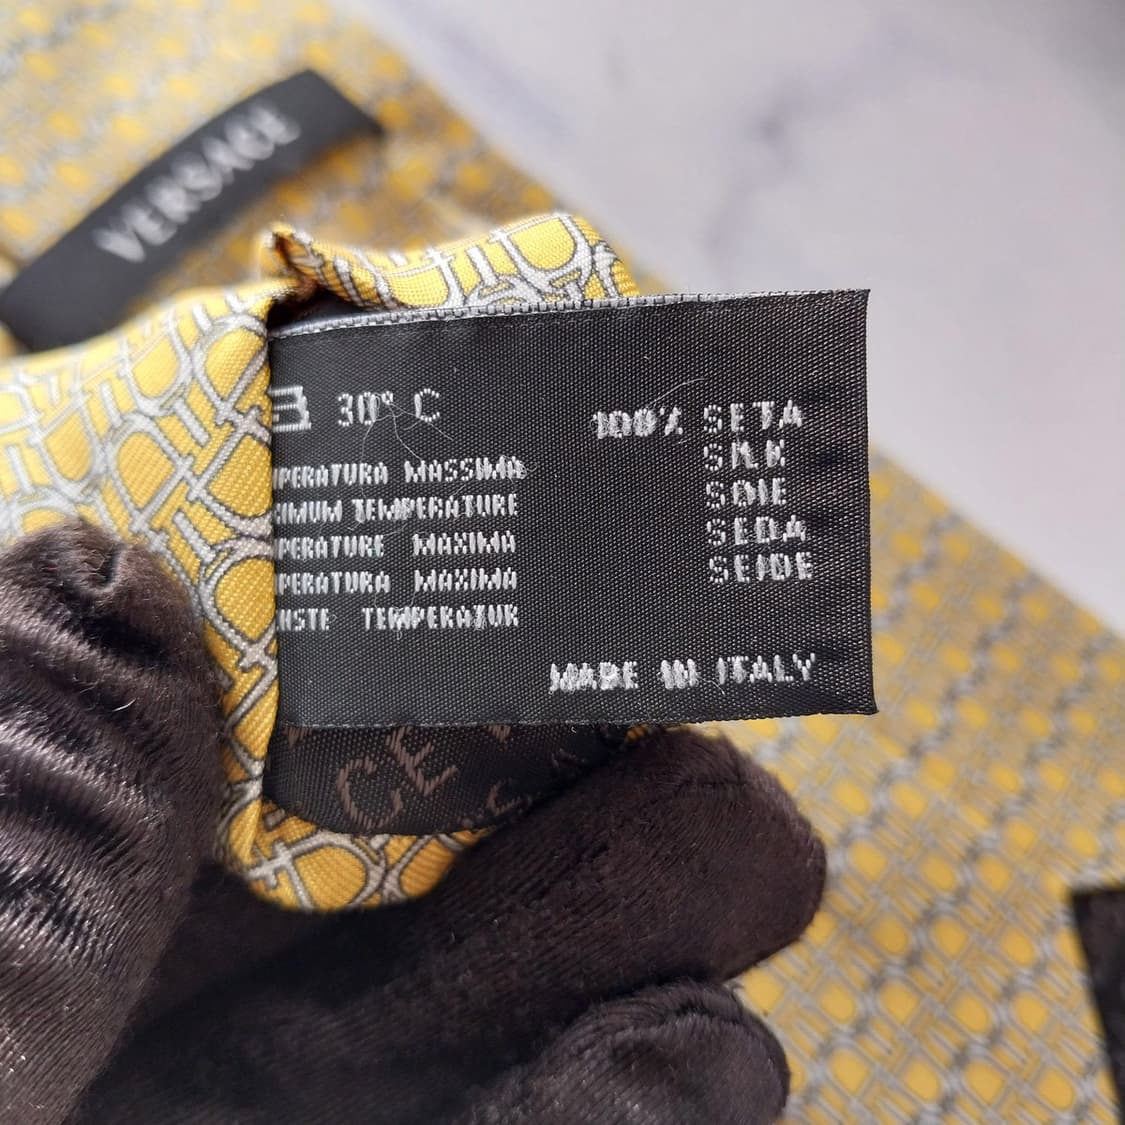 VERSACE
30° C
PERATURA MASSIMA
IMUM TEMPERATURE
PERATURE MAXIMA
PERATURA MAXIMA
HSTE TEMPERATUR
100% SETA
SILK
SOIE
SEDA
SEIDE
MADE IN ITALY
CE